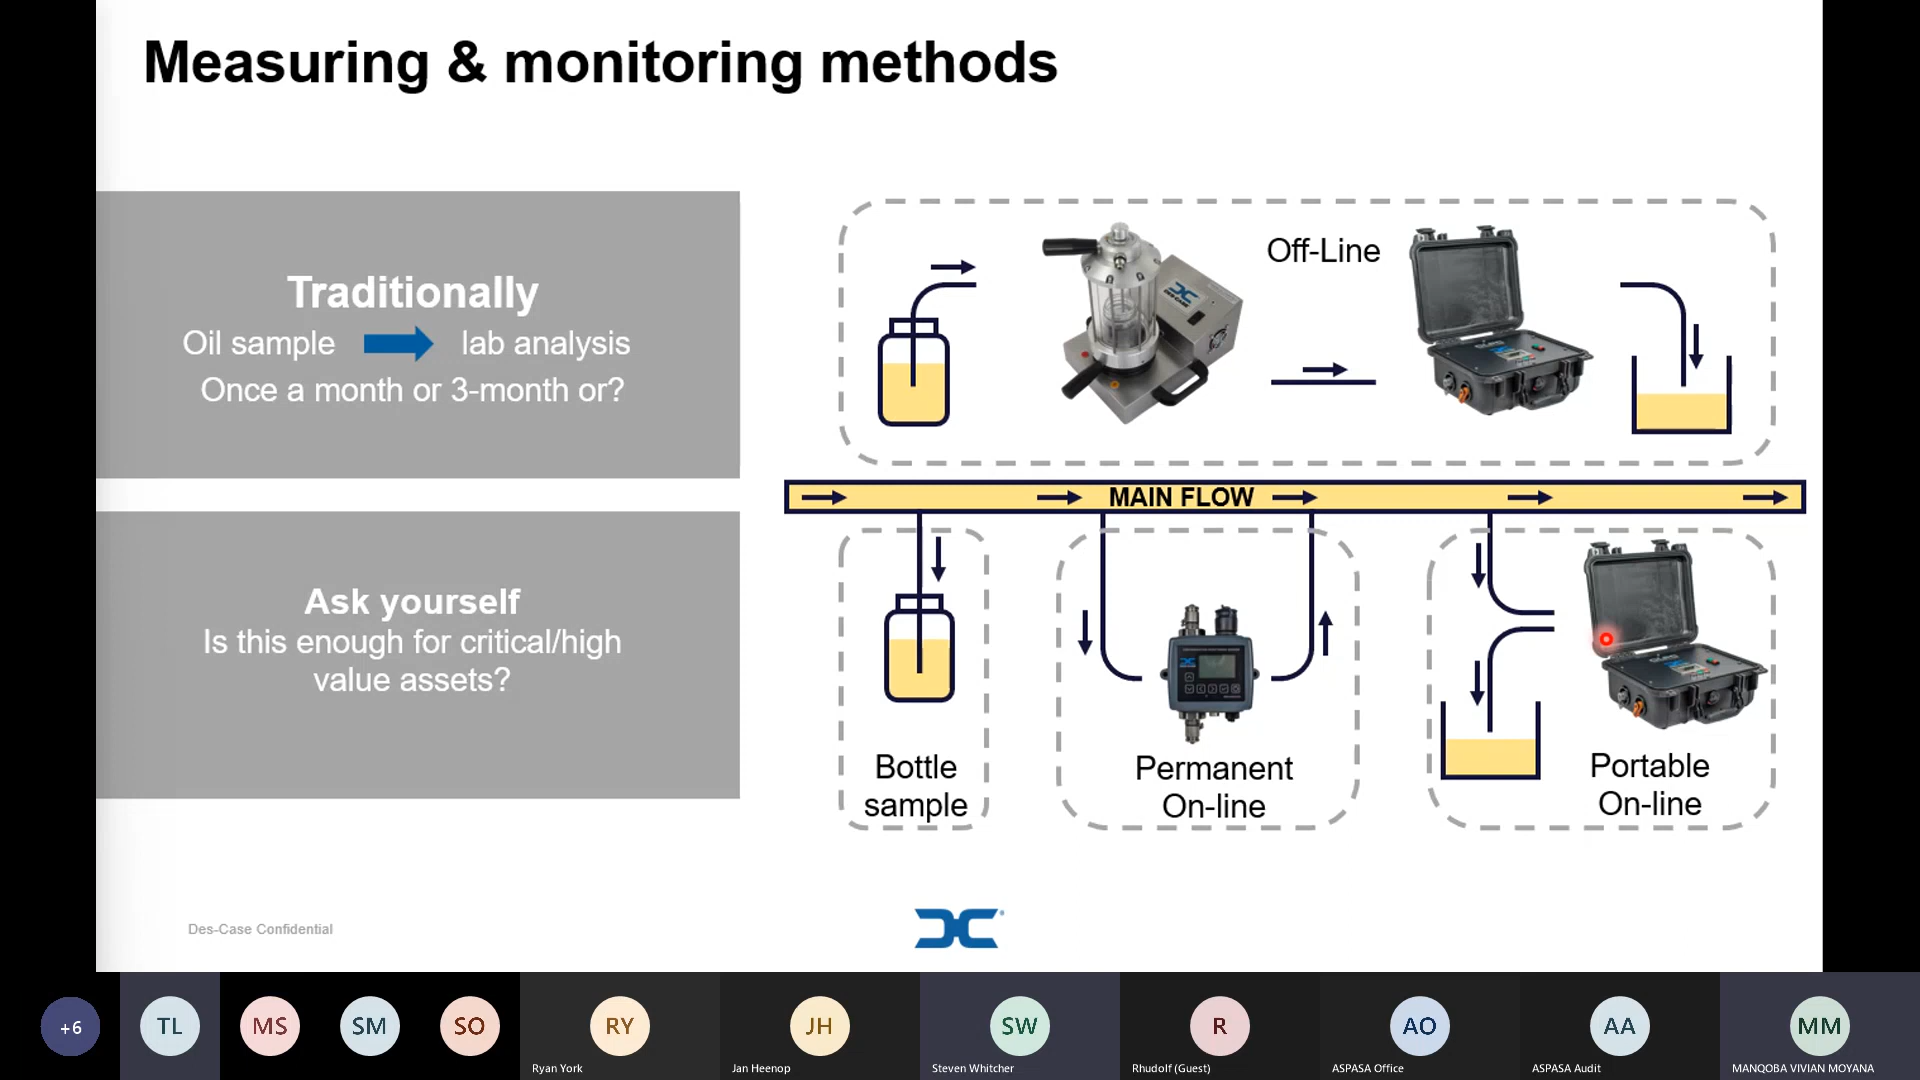 Measuring & monitoring methods
Traditionally
Oil sample lab analysis
Once a month or 3-month or?
Ask yourself
Is this enough for critical/high
value assets?
Off-Line
MAIN FLOW
Bottle
sample
Permanent
On-line
Portable
On-line
DES-CASE
Des-Case Confidential
+6
TL
MS
SM
SO
RY
JH
SW
R
AO
AA
MM
Ryan York
Jan Heenop
Steven Whitcher
Rhudolf (Guest)
ASPASA Office
ASPASA Audit
MANQOBA VIVIAN MOYANA